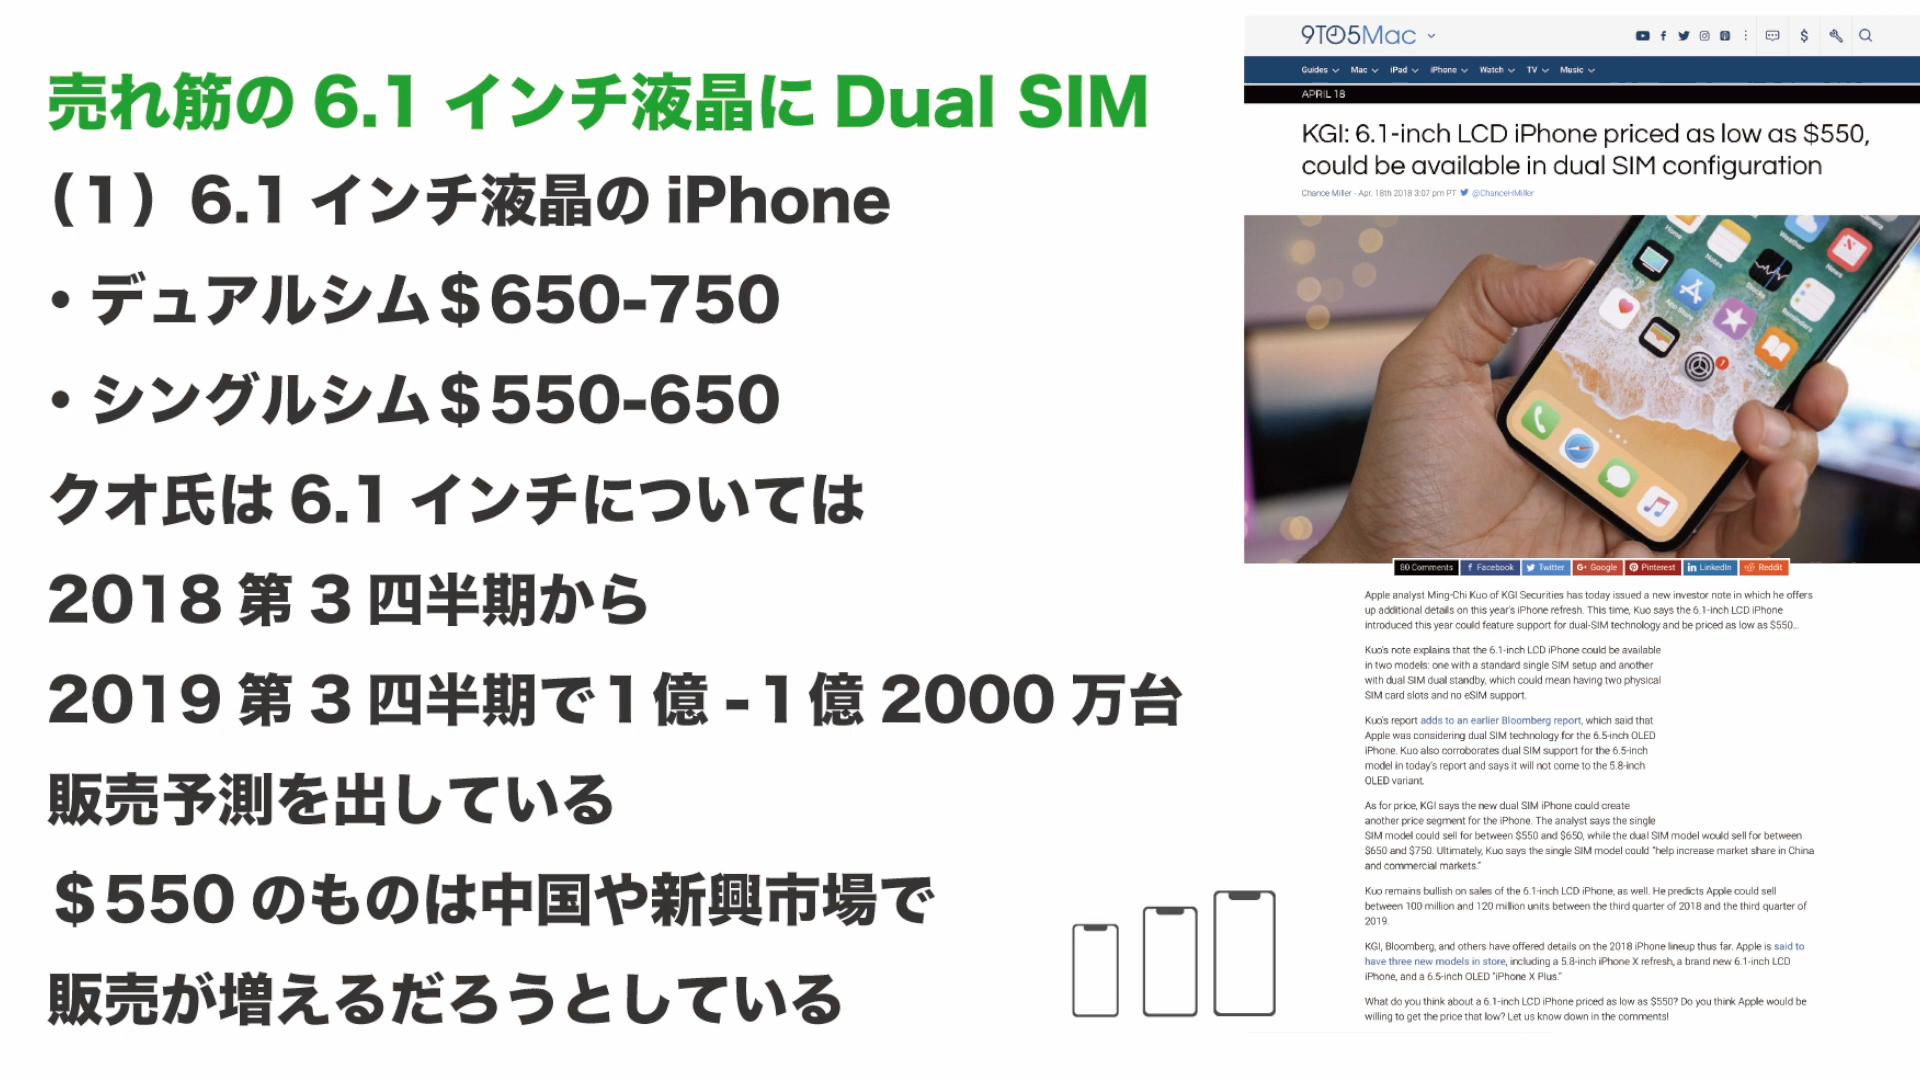 売れ筋の 6.1 インチ液晶に Dual SIM
（1）6.1 インチ液晶の iPhone
・デュアルシム＄650-750
・シングルシム＄550-650
クオ氏は 6.1 インチについては
2018 第 3 四半期から
2019 第 3 四半期で 1 億 - 1 億 2000 万台
販売予測を出している
＄550 のものは中国や新興市場で
販売が増えるだろうとしている
9TO5Mac
Guides Mac iPad iPhone Watch TV Music
APRIL 18
KGI: 6.1-inch LCD iPhone priced as low as $550,
could be available in dual SIM configuration
Chance Miller - Apr. 18th 2018 3:07 pm PT @ChanceHMiller
Home
Notes
Weather
Camera
News
Stocks
App Store
Reminders
80 Comments Facebook Twitter Google Pinterest LinkedIn Reddit
Apple analyst Ming-Chi Kuo of KGI Securities has today issued a new investor note in which he offers
up additional details on this year's iPhone refresh. This time, Kuo says the 6.1-inch LCD iPhone
introduced this year could feature support for dual-SIM technology and be priced as low as $550…
Kuo's note explains that the 6.1-inch LCD iPhone could be available
in two models: one with a standard single SIM setup and another
with dual SIM dual standby, which could mean having two physical
SIM card slots and no eSIM support.
Kuo's report adds to an earlier Bloomberg report, which said that
Apple was considering dual SIM technology for the 6.5-inch OLED
iPhone. Kuo also corroborates dual SIM support for the 6.5-inch
model in today's report and says it will not come to the 5.8-inch
OLED variant.
As for price, KGI says the new dual SIM iPhone could create
another price segment for the iPhone. The analyst says the single
SIM model could sell for between $550 and $650, while the dual SIM model would sell for between
$650 and $750. Ultimately, Kuo says the single SIM model could "help increase market share in China
and commercial markets."
Kuo remains bullish on sales of the 6.1-inch LCD iPhone, as well. He predicts Apple could sell
between 100 million and 120 million units between the third quarter of 2018 and the third quarter of
2019.
KGI, Bloomberg, and others have offered details on the 2018 iPhone lineup thus far. Apple is said to
have three new models in store, including a 5.8-inch iPhone X refresh, a brand new 6.1-inch LCD
iPhone, and a 6.5-inch OLED "iPhone X Plus."
What do you think about a 6.1-inch LCD iPhone priced as low as $550? Do you think Apple would be
willing to get the price that low? Let us know down in the comments!